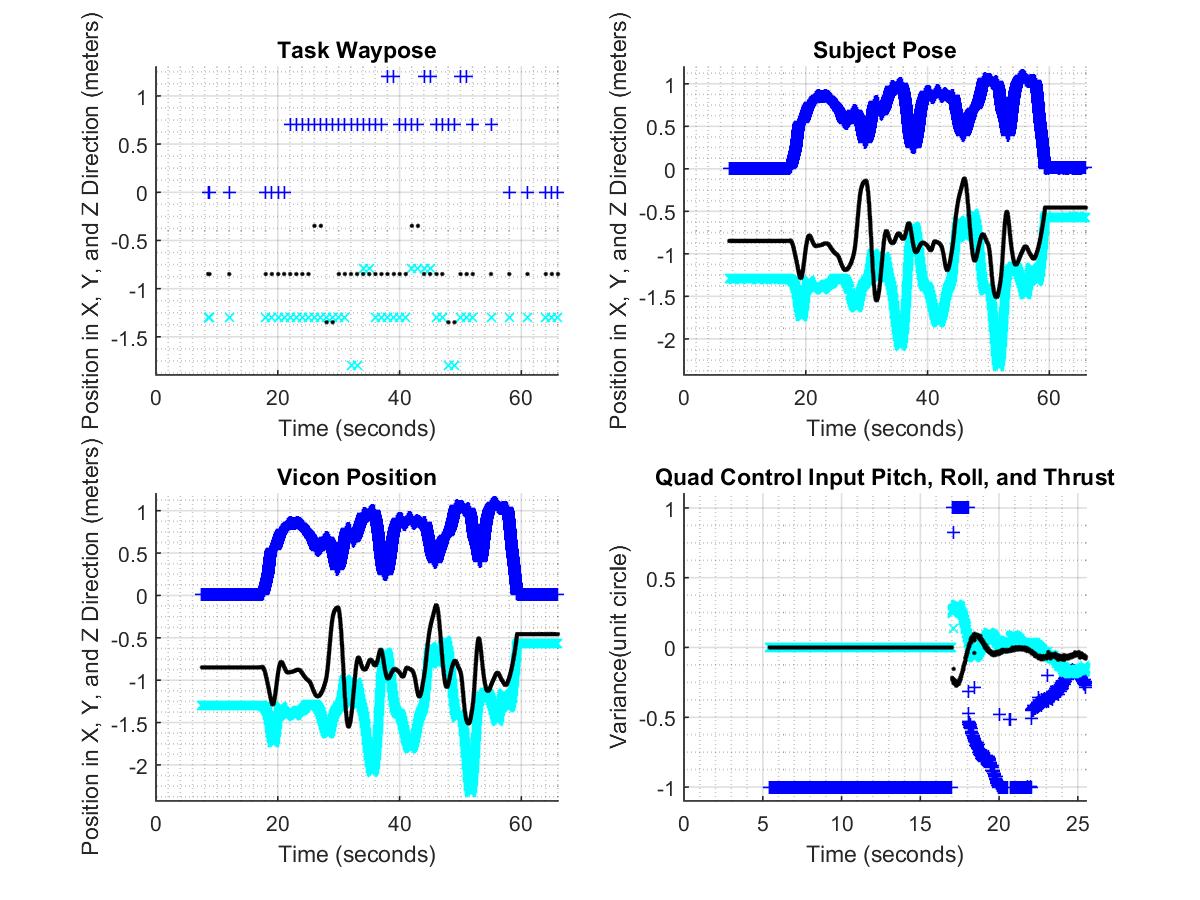 Task Waypose
Position in X, Y, and Z Direction (meters)
1
0.5
0
-0.5
-1
-1.5
0 20 40 60
Time (seconds)
Subject Pose
Position in X, Y, and Z Direction (meters)
1
0.5
0
-0.5
-1
-1.5
-2
0 20 40 60
Time (seconds)
Vicon Position
Position in X, Y, and Z Direction (meters)
1
0.5
0
-0.5
-1
-1.5
-2
0 20 40 60
Time (seconds)
Quad Control Input Pitch, Roll, and Thrust
Variance(unit circle)
1
0.5
0
-0.5
-1
0 5 10 15 20 25
Time (seconds)